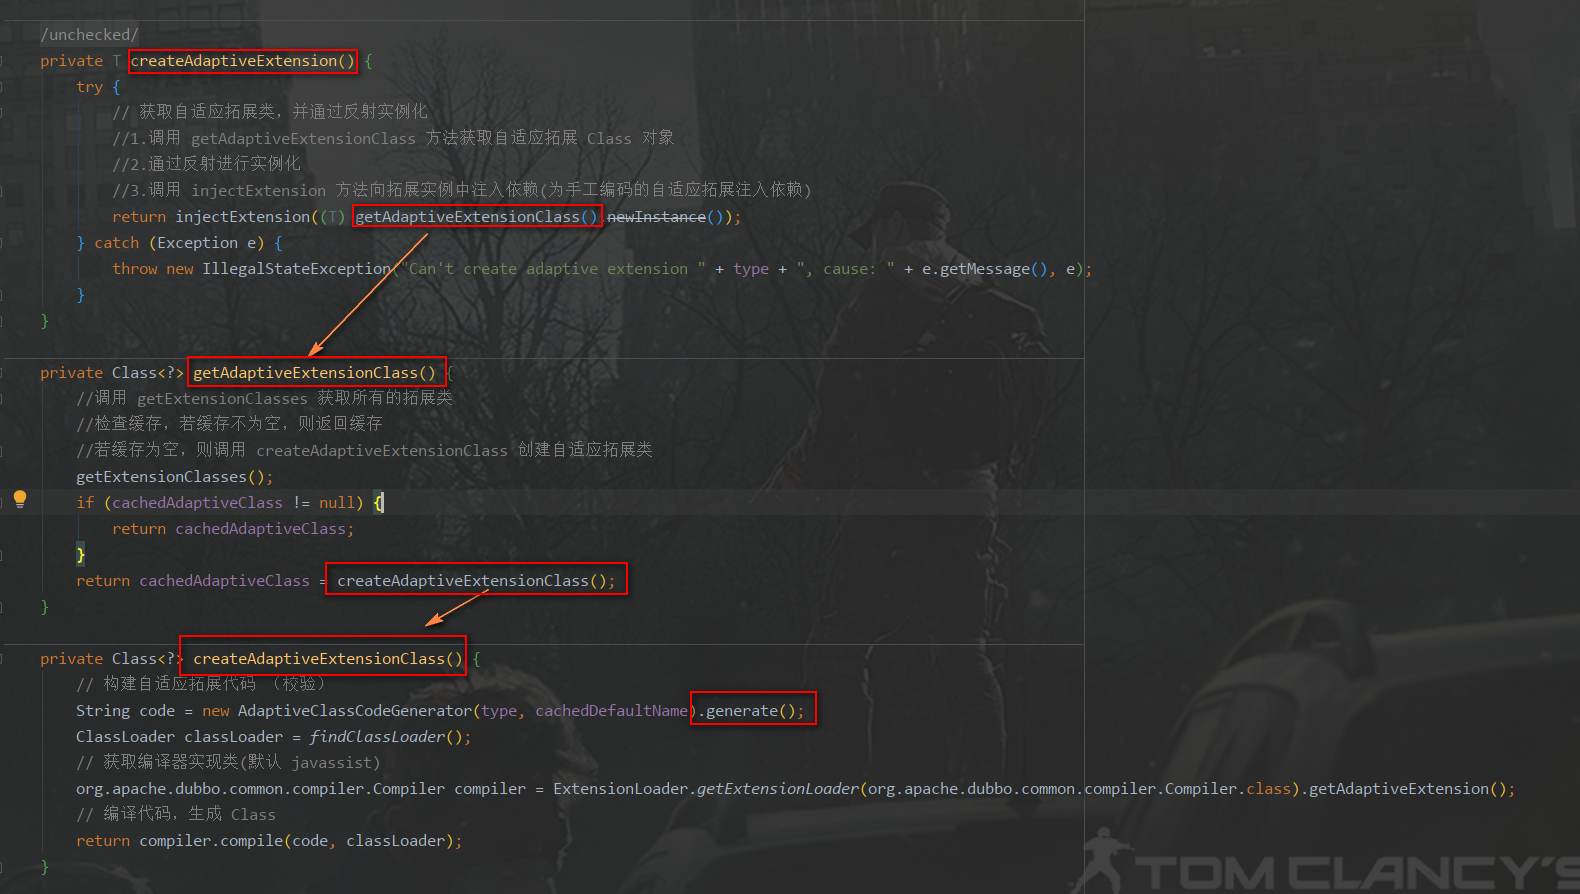 /unchecked/
private T createAdaptiveExtension() {
try {
// 获取自适应拓展类，并通过反射实例化
//1.调用 getAdaptiveExtensionClass 方法获取自适应拓展 Class 对象
//2.通过反射进行实例化
//3.调用 injectExtension 方法向拓展实例中注入依赖(为手工编码的自适应拓展注入依赖)
return injectExtension((T) getAdaptiveExtensionClass().newInstance());
} catch (Exception e) {
throw new IllegalStateException("Can't create adaptive extension " + type + ", cause: " + e.getMessage(), e);
}
}
private Class<?> getAdaptiveExtensionClass() {
//调用 getExtensionClasses 获取所有的拓展类
//检查缓存，若缓存不为空，则返回缓存
//若缓存为空，则调用 createAdaptiveExtensionClass 创建自适应拓展类
getExtensionClasses();
if (cachedAdaptiveClass != null) {
return cachedAdaptiveClass;
}
return cachedAdaptiveClass = createAdaptiveExtensionClass();
}
private Class<?> createAdaptiveExtensionClass() {
// 构建自适应拓展代码 （校验）
String code = new AdaptiveClassCodeGenerator(type, cachedDefaultName).generate();
ClassLoader classLoader = findClassLoader();
// 获取编译器实现类(默认 javassist)
org.apache.dubbo.common.compiler.Compiler compiler = ExtensionLoader.getExtensionLoader(org.apache.dubbo.common.compiler.Compiler.class).getAdaptiveExtension();
// 编译代码，生成 Class
return compiler.compile(code, classLoader);
}
TOM CLANCY'S